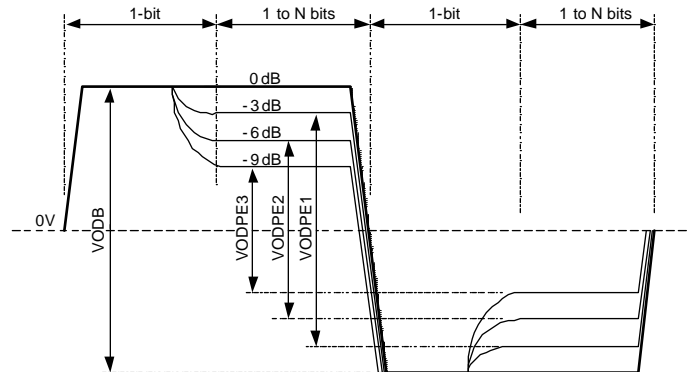 1-bit
1 to N bits
1-bit
1 to N bits
0 dB
- 3 dB
- 6 dB
- 9 dB
0V
VODB
VODPE3
VODPE2
VODPE1